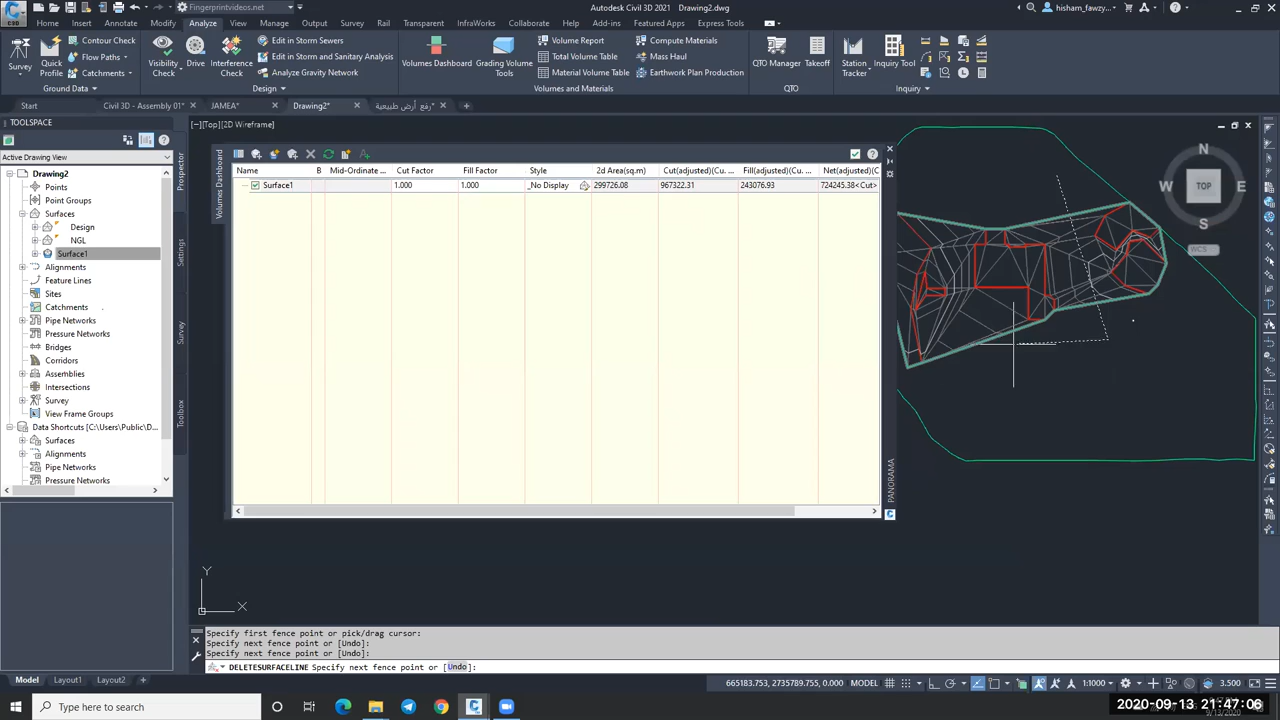 Fingerprintvideos.net
Autodesk Civil 3D 2021 Drawing2.dwg
hisham_fawzy...
Home Insert Annotate Modify Analyze View Manage Output Survey Rail Transparent InfraWorks Collaborate Help Add-ins Featured Apps Express Tools
Contour Check
Flow Paths
Catchments
Survey
Quick Profile
Ground Data
Visibility Check
Drive
Interference Check
Edit in Storm Sewers
Edit in Storm and Sanitary Analysis
Analyze Gravity Network
Design
Volumes Dashboard
Grading Volume Tools
Volume Report
Total Volume Table
Material Volume Table
Compute Materials
Mass Haul
Earthwork Plan Production
Volumes and Materials
QTO Manager
Takeoff
QTO
Station Tracker
Inquiry Tool
Inquiry
Start Civil 3D - Assembly 01* JAMEA* Drawing2* رفع أرض طبيعية*
TOOLSPACE
Active Drawing View
Drawing2
Points
Point Groups
Surfaces
Design
NGL
Surface1
Alignments
Feature Lines
Sites
Catchments
Pipe Networks
Pressure Networks
Bridges
Corridors
Assemblies
Intersections
Survey
View Frame Groups
Data Shortcuts [C:\Users\Public\D...
Surfaces
Alignments
Pipe Networks
Pressure Networks
Prospector
Settings
Survey
Toolbox
[−][Top][2D Wireframe]
Volumes Dashboard
Name B Mid-Ordinate ... Cut Factor Fill Factor Style 2d Area(sq.m) Cut(adjusted)(Cu. ... Fill(adjusted)(Cu. ... Net(adjusted)(C
Surface1 1.000 1.000 _No Display 299726.08 967322.31 243076.93 724245.38<Cut>
PANORAMA
N
W TOP
S
WCS
Y
X
Specify first fence point or pick/drag cursor:
Specify next fence point or [Undo]:
Specify next fence point or [Undo]:
DELETESURFACELINE Specify next fence point or [Undo]:
Model Layout1 Layout2
665183.753, 2735789.755, 0.000 MODEL 1:1000 3.500
Type here to search
2020-09-13 21:47:06